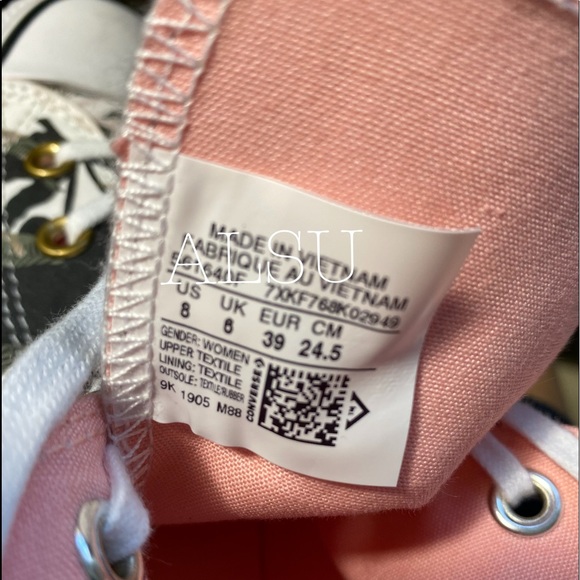 MADE IN VIETNAM
FABRIQUE AU VIETNAM
7XKF768K02949
US UK EUR CM
8 6 39 24.5
GENDER: WOMEN
UPPER TEXTILE
LINING: TEXTILE
OUTSOLE: TEXTILE/RUBBER
9K 1905 M88
CONVERSE
ALSU